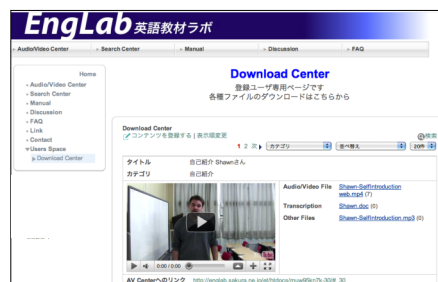 EngLab 英語教材ラボ
Audio/Video Center
Search Center
Manual
Discussion
FAQ
Home
Audio/Video Center
Search Center
Manual
Discussion
FAQ
Link
Contact
Users Space
Download Center
Download Center
登録ユーザ専用ページです
各種ファイルのダウンロードはこちらから
Download Center
コンテンツを登録する | 表示順変更
検索
1 2 次 カテゴリ 並べ替え 20件
タイトル 自己紹介 Shawnさん
カテゴリ 自己紹介
Audio/Video File Shawn-SelfIntroduction
web.mp4 (7)
Transcription Shawn.doc (0)
Other Files Shawn-SelfIntroduction.mp3 (0)
0:00 / 0:00
AV Centerへのリンク